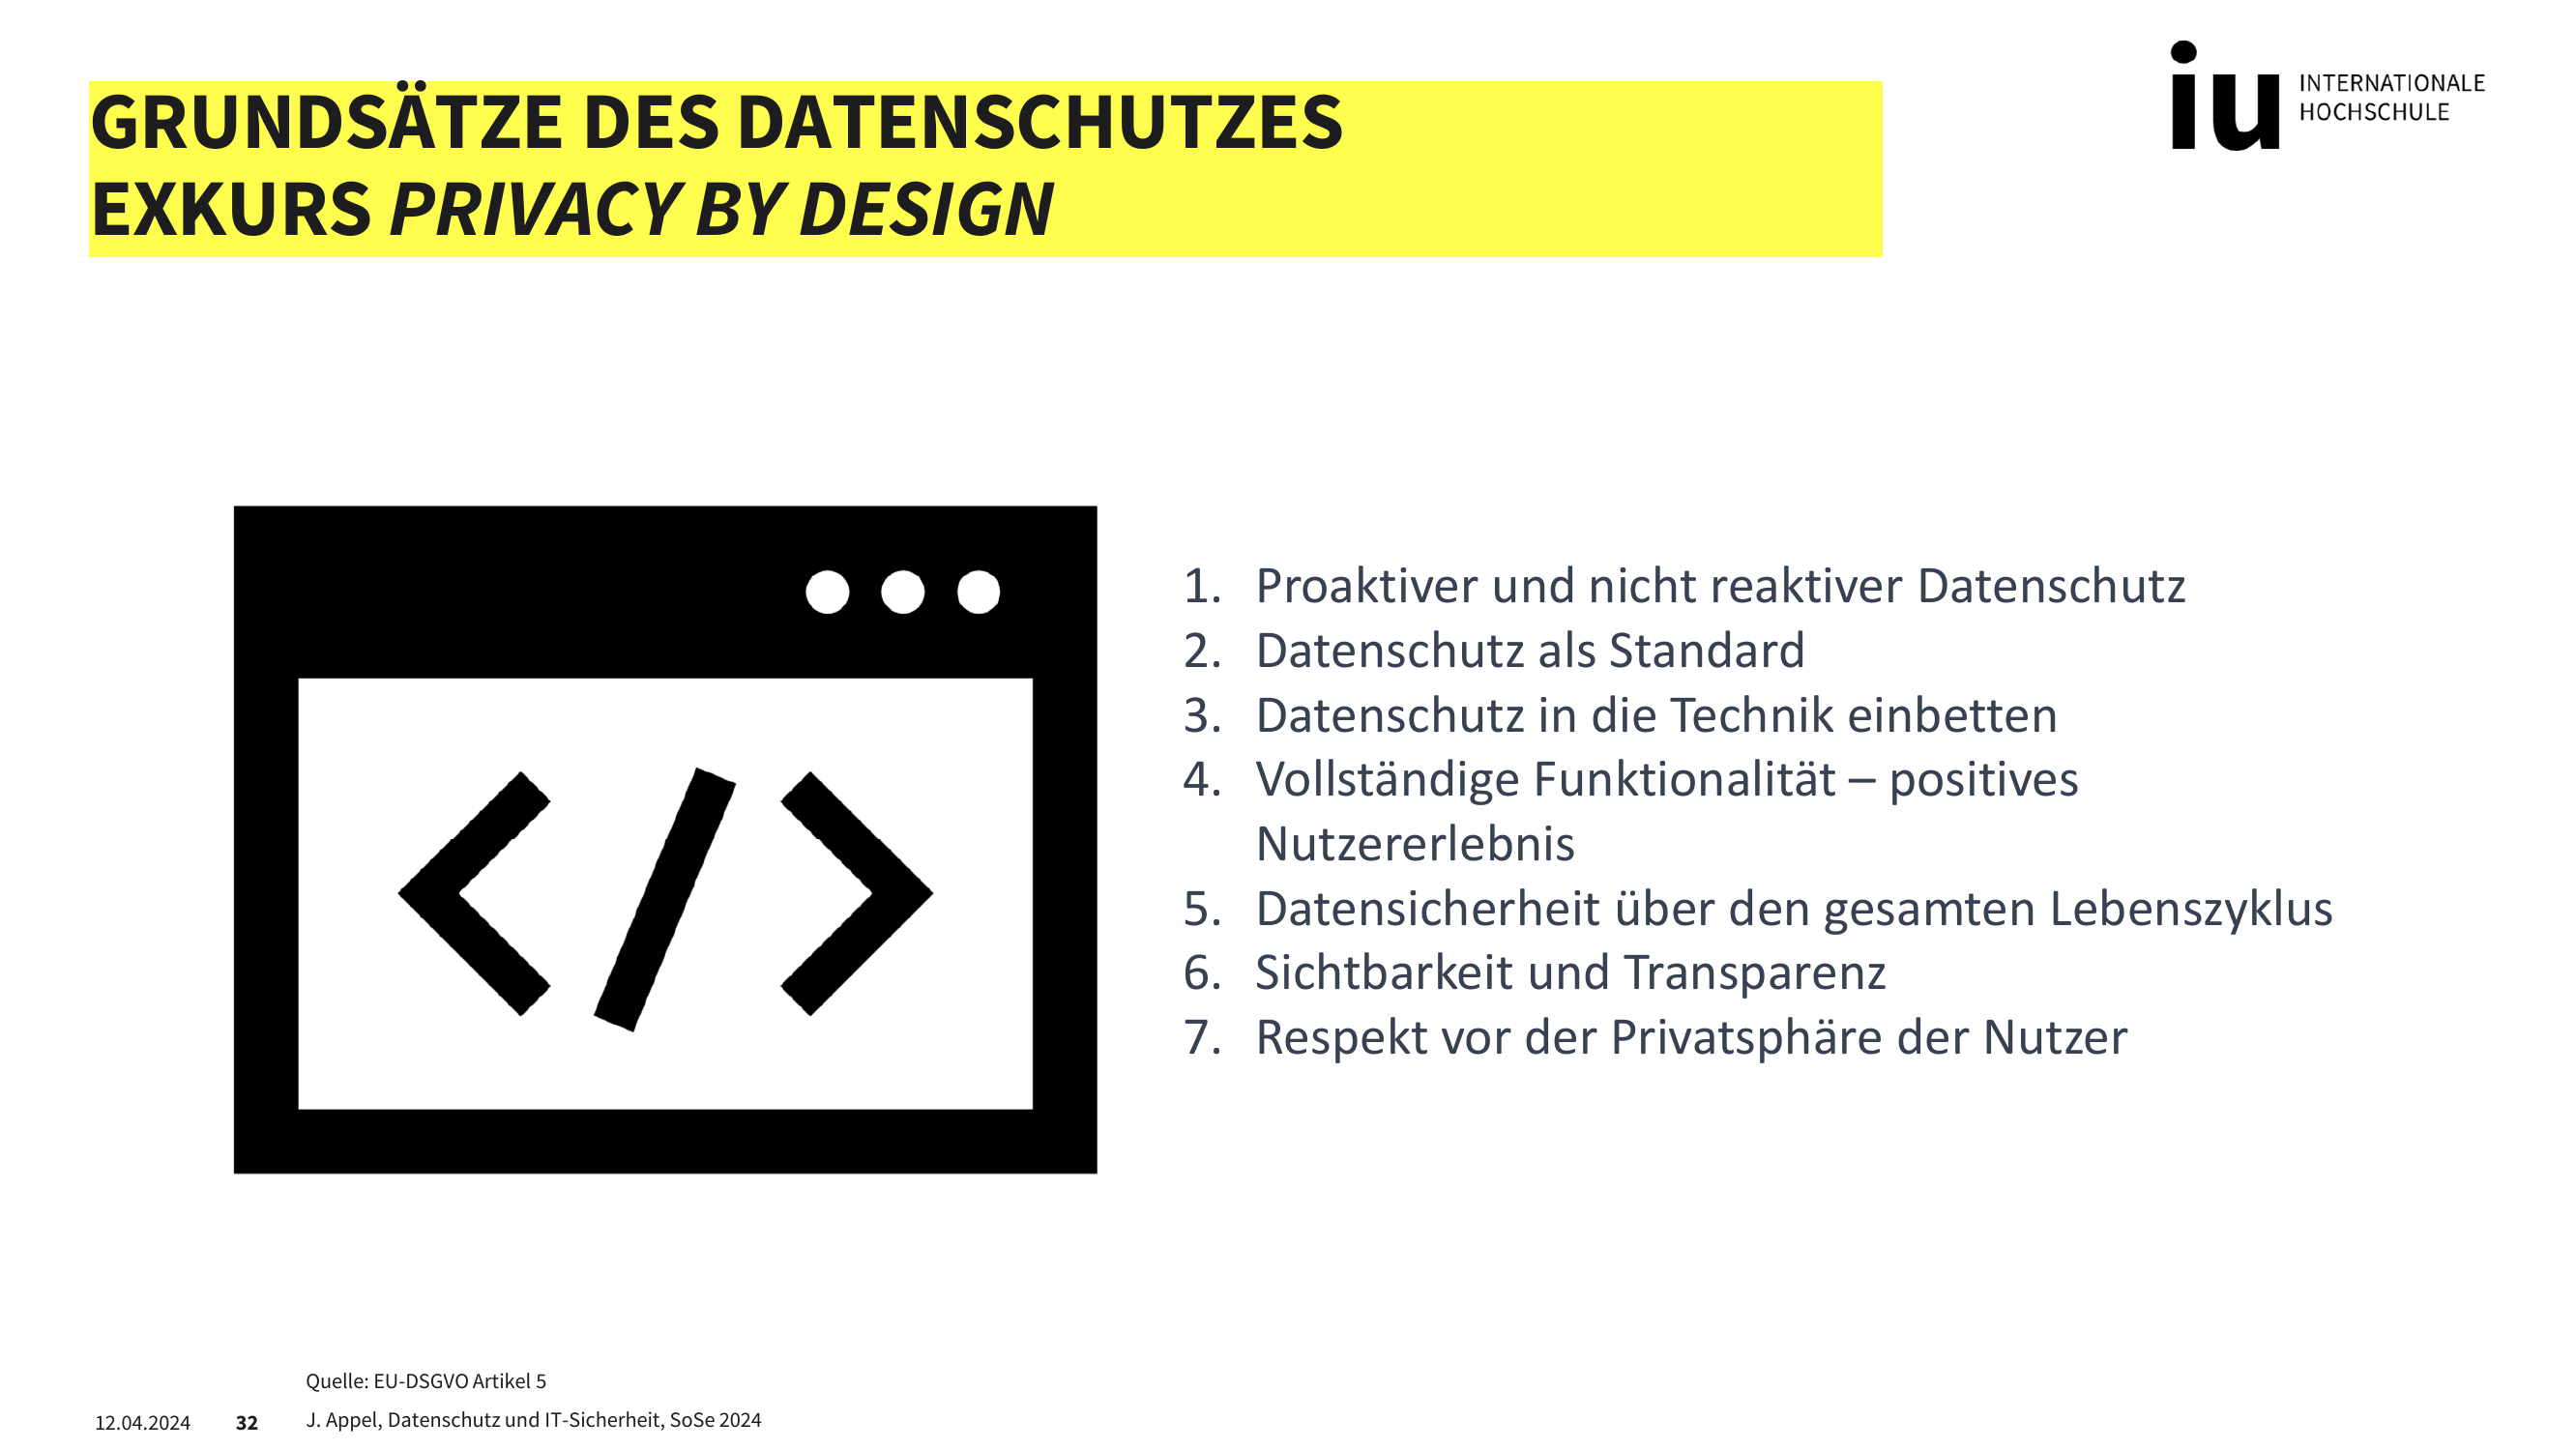 GRUNDSÄTZE DES DATENSCHUTZES
EXKURS PRIVACY BY DESIGN
iu INTERNATIONALE
HOCHSCHULE
</>
1. Proaktiver und nicht reaktiver Datenschutz
2. Datenschutz als Standard
3. Datenschutz in die Technik einbetten
4. Vollständige Funktionalität – positives
Nutzererlebnis
5. Datensicherheit über den gesamten Lebenszyklus
6. Sichtbarkeit und Transparenz
7. Respekt vor der Privatsphäre der Nutzer
Quelle: EU-DSGVO Artikel 5
12.04.2024 32 J. Appel, Datenschutz und IT-Sicherheit, SoSe 2024